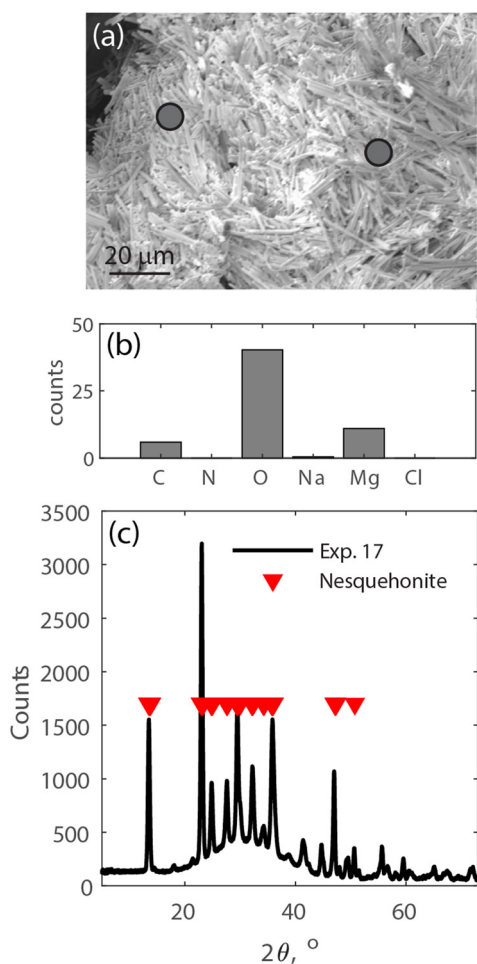 (a)
20 μm
(b)
50
25
0
counts
C N O Na Mg Cl
(c)
3500
3000
2500
2000
1500
1000
500
0
Counts
Exp. 17
Nesquehonite
20 40 60
2θ, °